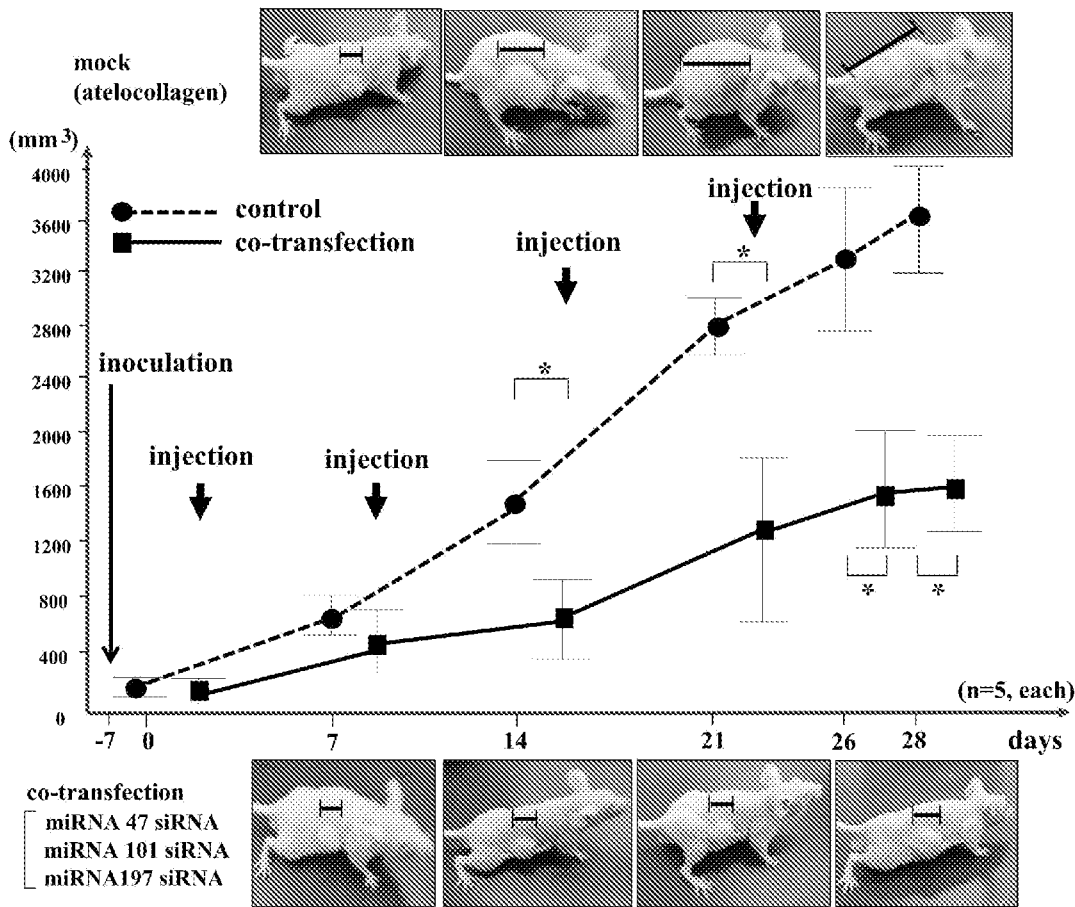 mock
(atelocollagen)
(mm3)
4000
3600
3200
2800
2400
2000
1600
1200
800
400
0
control
co-transfection
injection
injection
*
*
inoculation
injection
injection
*
*
(n=5, each)
-7 0 7 14 21 26 28 days
co-transfection
miRNA 47 siRNA
miRNA 101 siRNA
miRNA197 siRNA